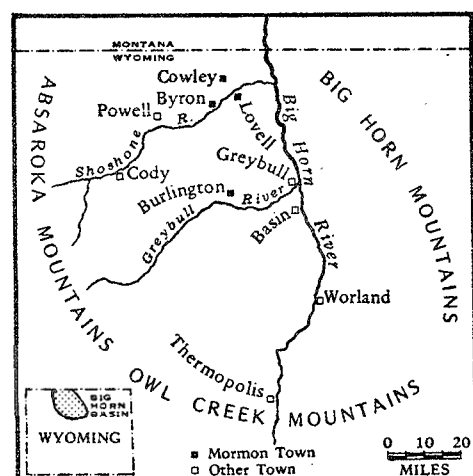 MONTANA
WYOMING
Cowley
Byron
Powell
R.
Lovell
Big Horn River
BIG HORN MOUNTAINS
ABSAROKA MOUNTAINS
Shoshone
Cody
Greybull
Burlington
Greybull River
Basin
Worland
Thermopolis
OWL CREEK MOUNTAINS
BIG
HORN
BASIN
WYOMING
Mormon Town
Other Town
0 10 20
MILES